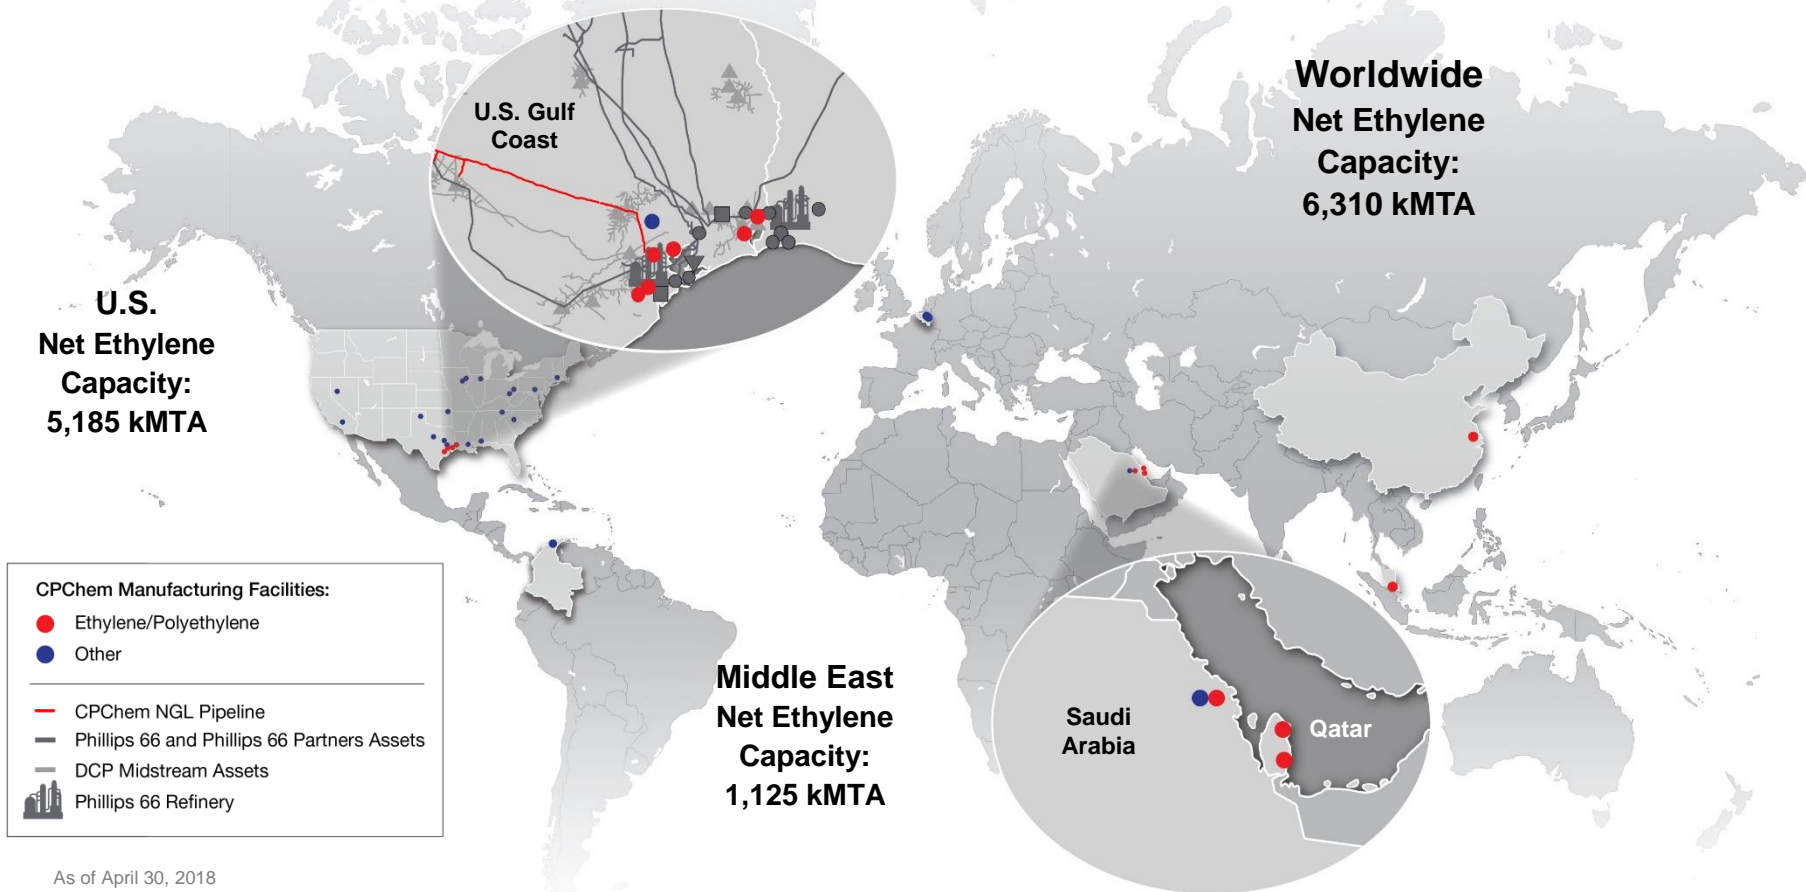 Worldwide
Net Ethylene
Capacity:
6,310 kMTA
U.S. Gulf
Coast
U.S.
Net Ethylene
Capacity:
5,185 kMTA
CPChem Manufacturing Facilities:
Ethylene/Polyethylene
Other
CPChem NGL Pipeline
Phillips 66 and Phillips 66 Partners Assets
DCP Midstream Assets
Phillips 66 Refinery
Middle East
Net Ethylene
Capacity:
1,125 kMTA
Saudi
Arabia
Qatar
As of April 30, 2018